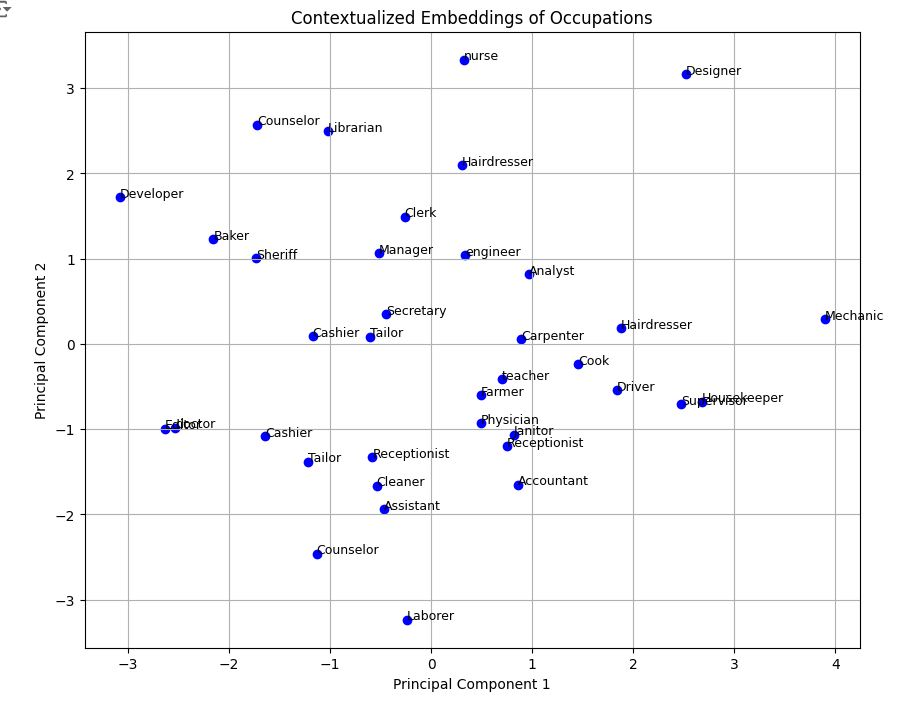 Contextualized Embeddings of Occupations
nurse
Designer
3
Counselor
Librarian
2
Hairdresser
Developer
Clerk
Baker
Manager
engineer
Sheriff
1
Analyst
Principal Component 2
Secretary
Cashier
Tailor
Hairdresser
Mechanic
Carpenter
0
Cook
teacher
Driver
Farmer
Supervisor
Housekeeper
Physician
Editor
doctor
−1
Cashier
Janitor
Receptionist
Tailor
Receptionist
Cleaner
Accountant
Assistant
−2
Counselor
−3
Laborer
−3 −2 −1 0 1 2 3 4
Principal Component 1